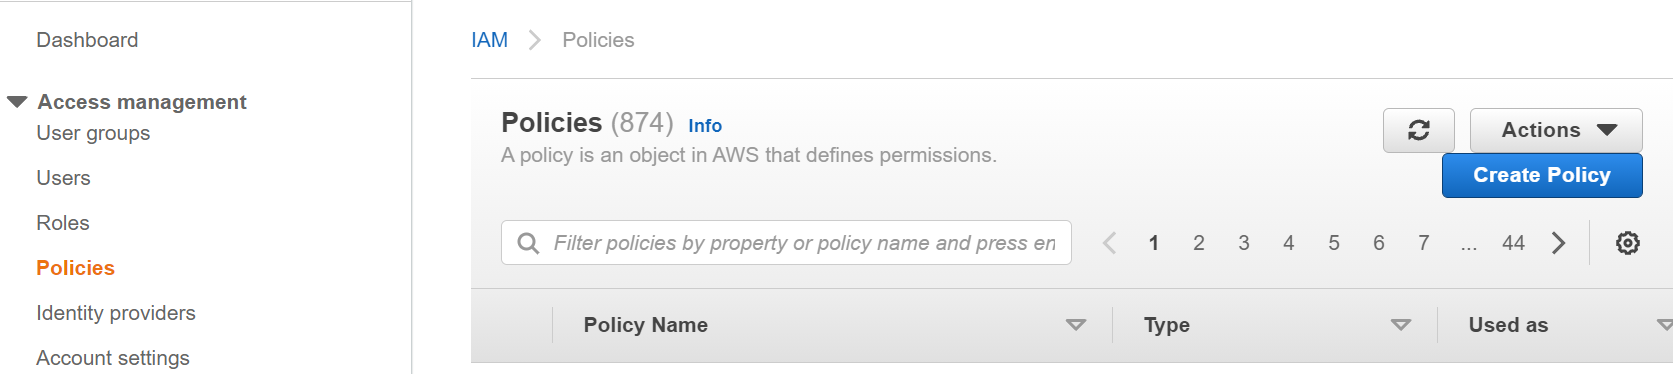 Dashboard
Access management
User groups
Users
Roles
Policies
Identity providers
Account settings
IAM > Policies
Policies (874) Info
A policy is an object in AWS that defines permissions.
Actions
Create Policy
Filter policies by property or policy name and press en
1 2 3 4 5 6 7 ... 44
Policy Name Type Used as